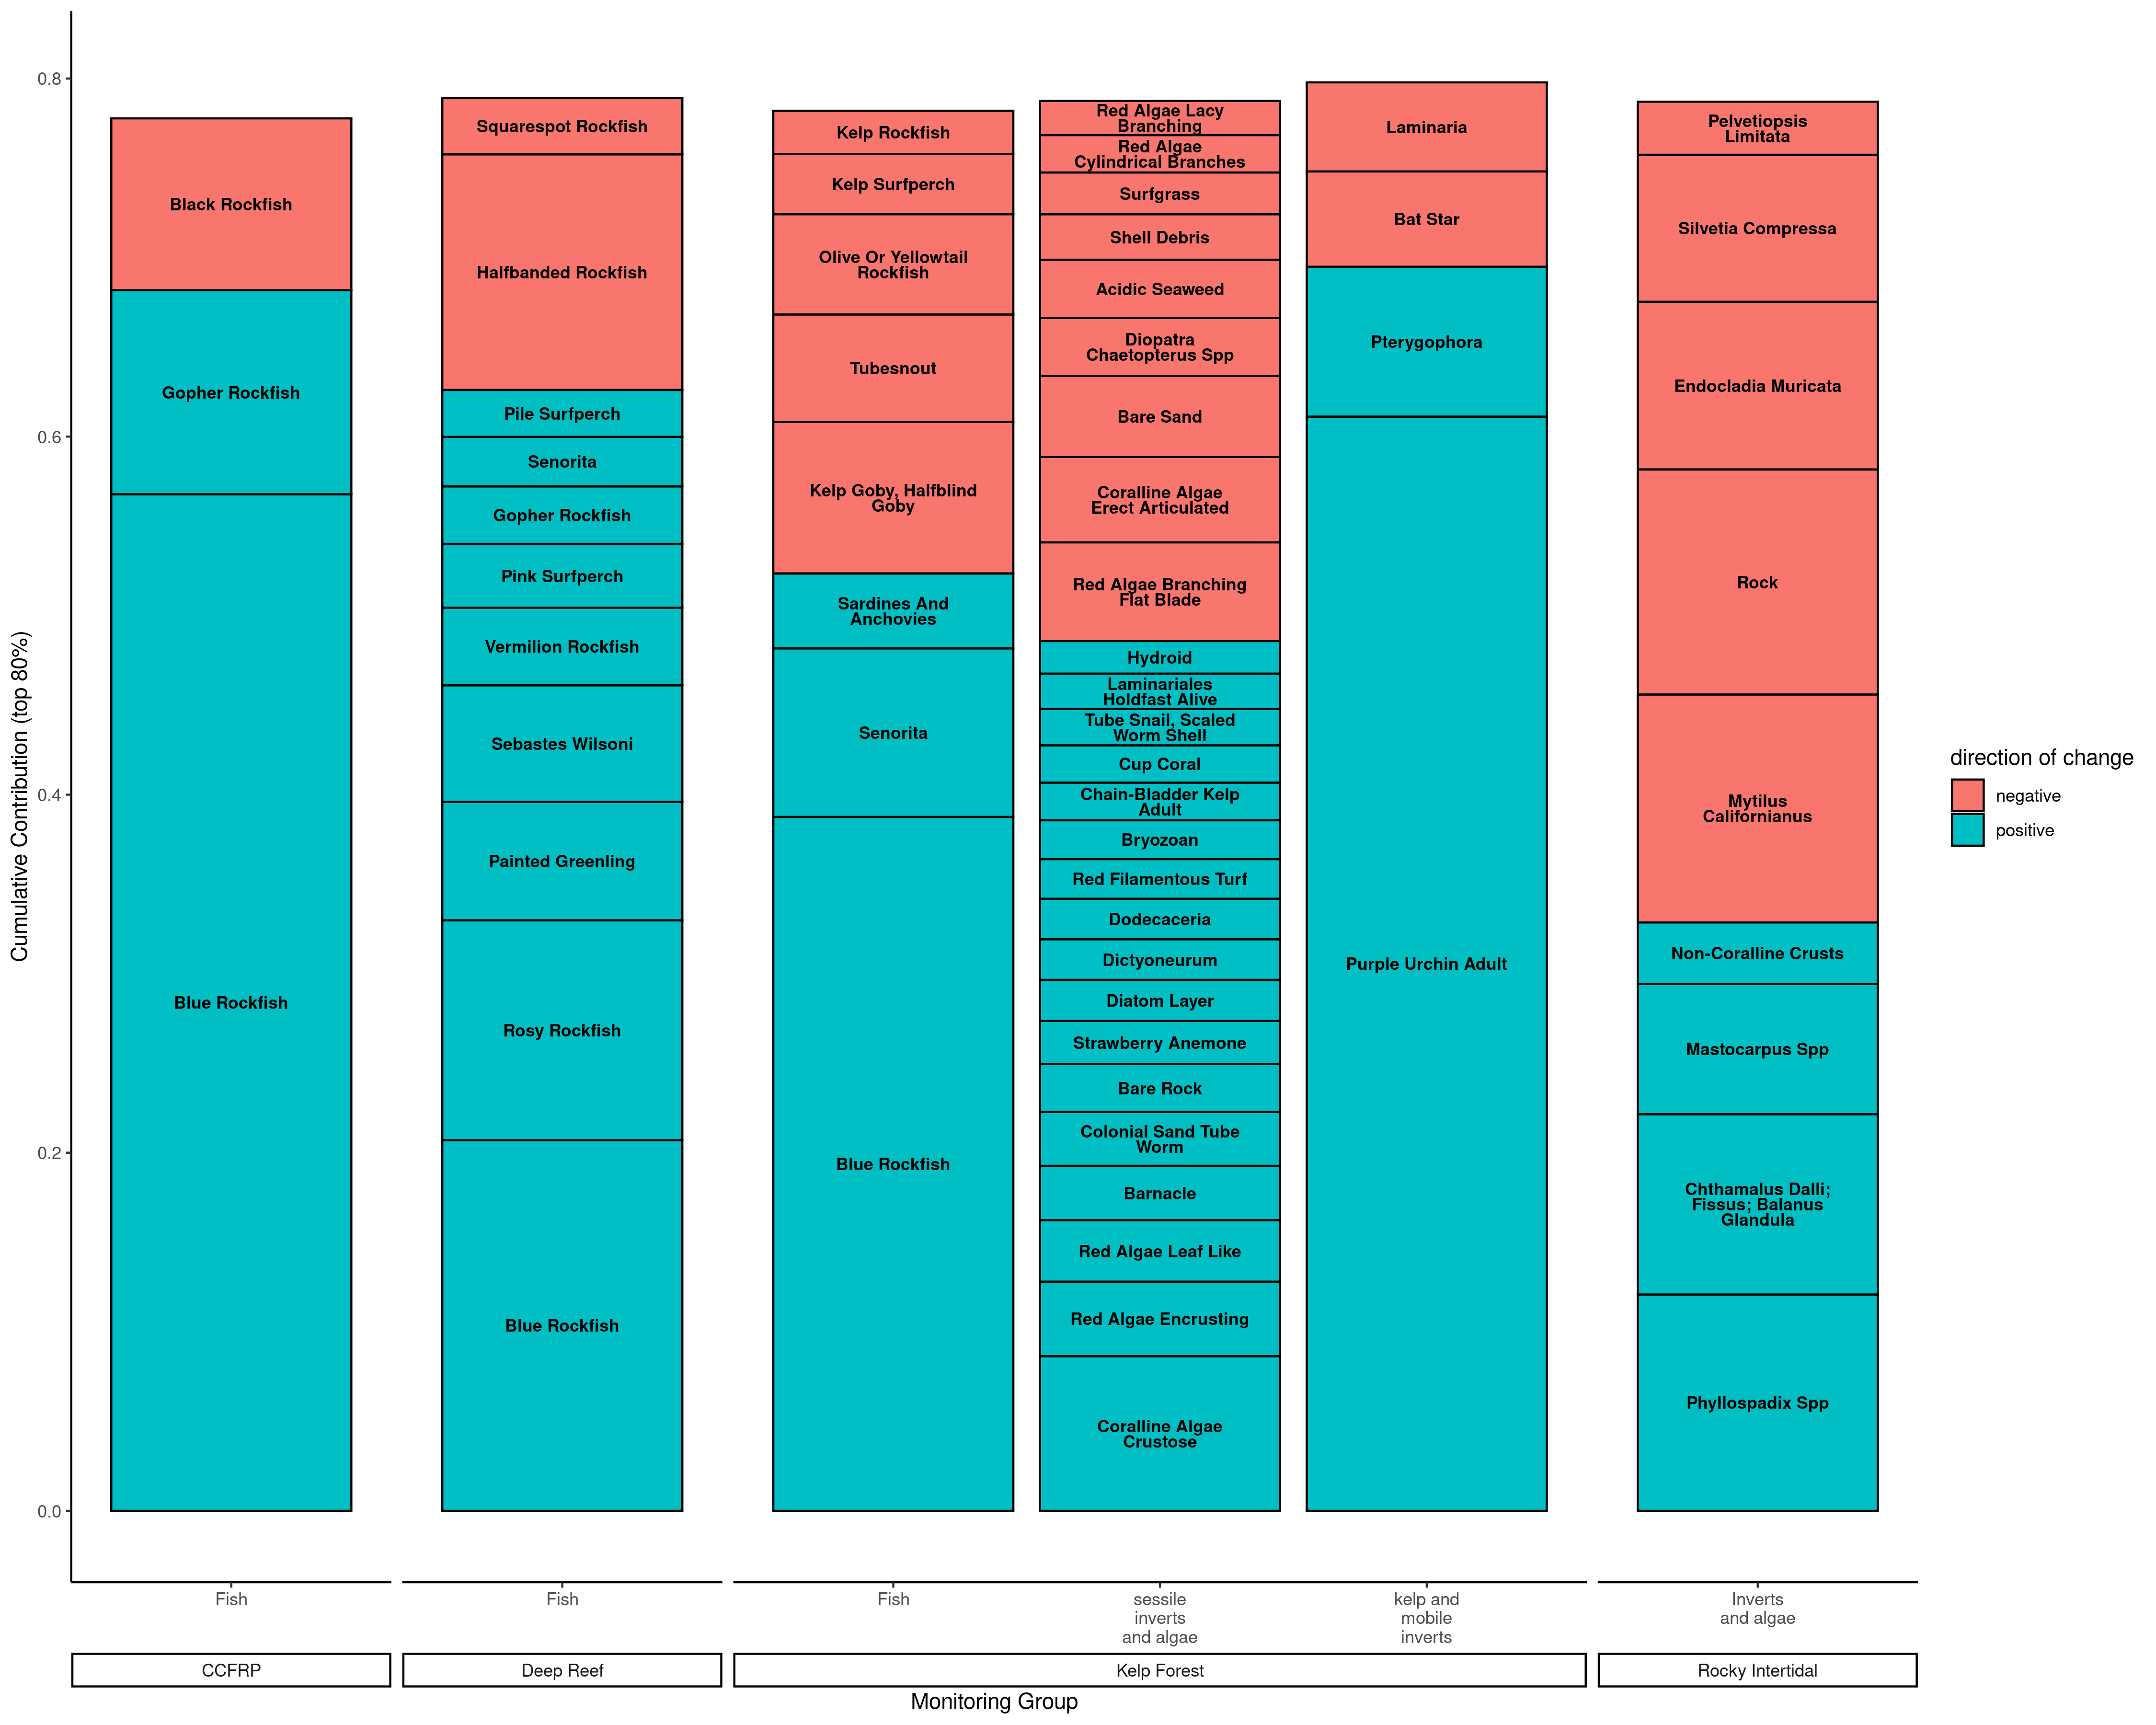 Cumulative Contribution (top 80%)
0.8
0.6
0.4
0.2
0.0
Black Rockfish
Gopher Rockfish
Blue Rockfish
Squarespot Rockfish
Halfbanded Rockfish
Pile Surfperch
Senorita
Gopher Rockfish
Pink Surfperch
Vermilion Rockfish
Sebastes Wilsoni
Painted Greenling
Rosy Rockfish
Blue Rockfish
Kelp Rockfish
Kelp Surfperch
Olive Or Yellowtail
Rockfish
Tubesnout
Kelp Goby, Halfblind
Goby
Sardines And
Anchovies
Senorita
Blue Rockfish
Red Algae Lacy
Branching
Red Algae
Cylindrical Branches
Surfgrass
Shell Debris
Acidic Seaweed
Diopatra
Chaetopterus Spp
Bare Sand
Coralline Algae
Erect Articulated
Red Algae Branching
Flat Blade
Hydroid
Laminariales
Holdfast Alive
Tube Snail, Scaled
Worm Shell
Cup Coral
Chain-Bladder Kelp
Adult
Bryozoan
Red Filamentous Turf
Dodecaceria
Dictyoneurum
Diatom Layer
Strawberry Anemone
Bare Rock
Colonial Sand Tube
Worm
Barnacle
Red Algae Leaf Like
Red Algae Encrusting
Coralline Algae
Crustose
Laminaria
Bat Star
Pterygophora
Purple Urchin Adult
Pelvetiopsis
Limitata
Silvetia Compressa
Endocladia Muricata
Rock
Mytilus
Californianus
Non-Coralline Crusts
Mastocarpus Spp
Chthamalus Dalli;
Fissus; Balanus
Glandula
Phyllospadix Spp
direction of change
negative
positive
Fish
Fish
Fish
sessile
inverts
and algae
kelp and
mobile
inverts
Inverts
and algae
CCFRP
Deep Reef
Kelp Forest
Rocky Intertidal
Monitoring Group